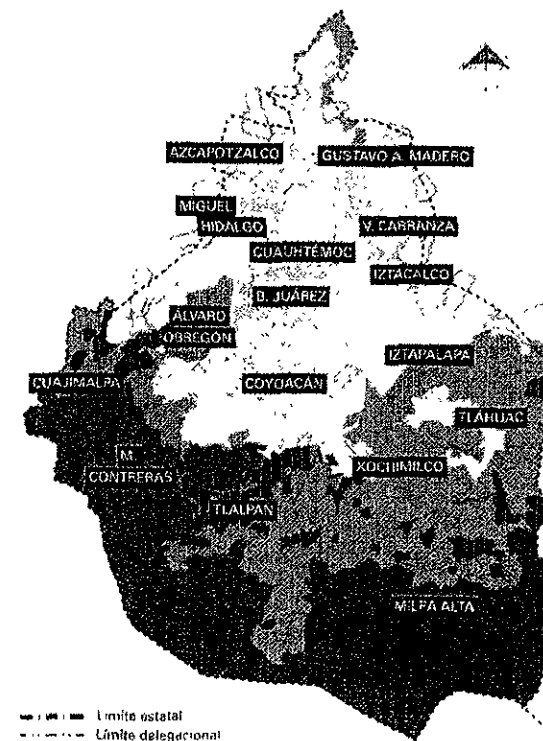 AZCAPOTZALCO
GUSTAVO A. MADERO
MIGUEL
HIDALGO
V. CARRANZA
CUAUHTÉMOC
IZTACALCO
B. JUÁREZ
ÁLVARO
OBREGÓN
IZTAPALAPA
CUAJIMALPA
COYOACÁN
TLÁHUAC
M.
CONTRERAS
XOCHIMILCO
TLALPAN
MILPA ALTA
Límite estatal
Límite delegacional